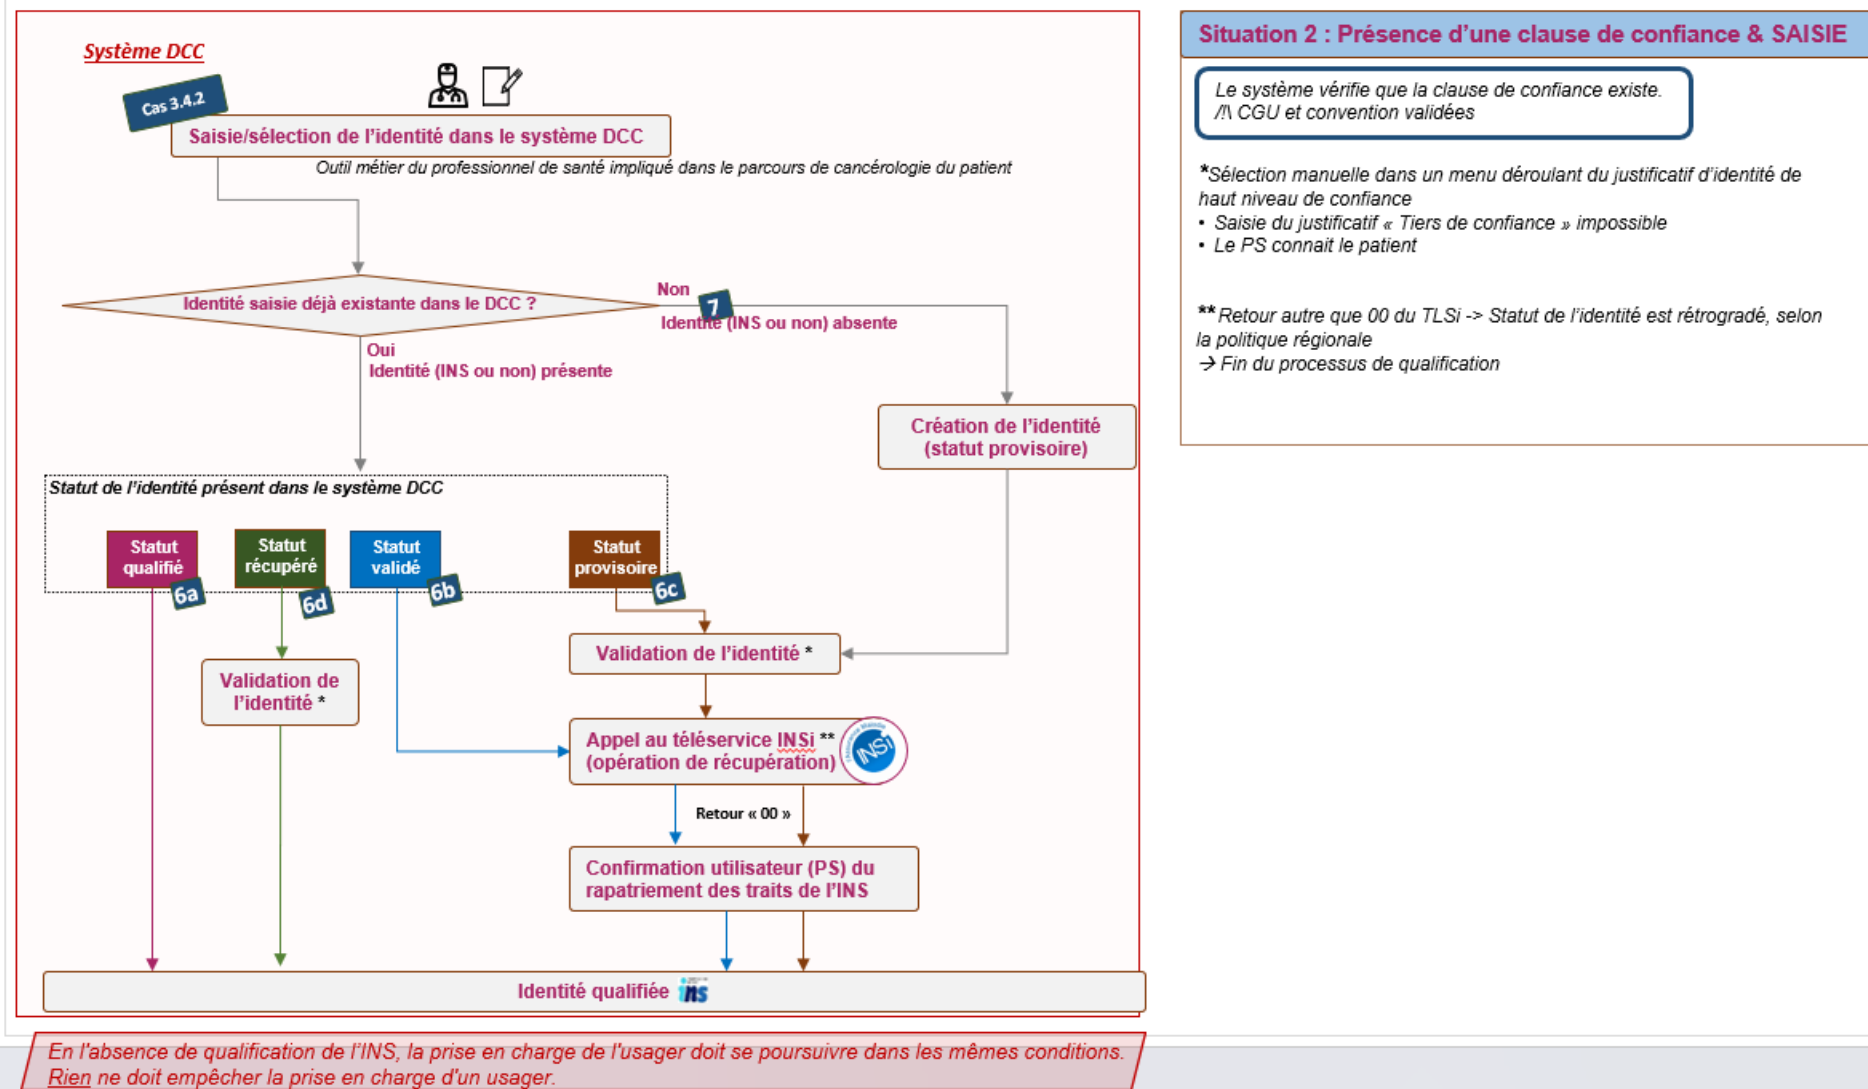 Système DCC
Cas 3.4.2
Saisie/sélection de l'identité dans le système DCC
Outil métier du professionnel de santé impliqué dans le parcours de cancérologie du patient
Identité saisie déjà existante dans le DCC ?
Non
7
Identité (INS ou non) absente
Oui
Identité (INS ou non) présente
Création de l'identité
(statut provisoire)
Statut de l'identité présent dans le système DCC
Statut
qualifié
6a
Statut
récupéré
6d
Statut
validé
6b
Statut
provisoire
6c
Validation de l'identité *
Validation de
l'identité *
Appel au téléservice INSi **
(opération de récupération)
INSi
Retour « 00 »
Confirmation utilisateur (PS) du
rapatriement des traits de l'INS
Identité qualifiée
ins
En l'absence de qualification de l'INS, la prise en charge de l'usager doit se poursuivre dans les mêmes conditions.
Rien ne doit empêcher la prise en charge d'un usager.
Situation 2 : Présence d'une clause de confiance & SAISIE
Le système vérifie que la clause de confiance existe.
/!\ CGU et convention validées
*Sélection manuelle dans un menu déroulant du justificatif d'identité de
haut niveau de confiance
• Saisie du justificatif « Tiers de confiance » impossible
• Le PS connait le patient
** Retour autre que 00 du TLSi -> Statut de l'identité est rétrogradé, selon
la politique régionale
→ Fin du processus de qualification